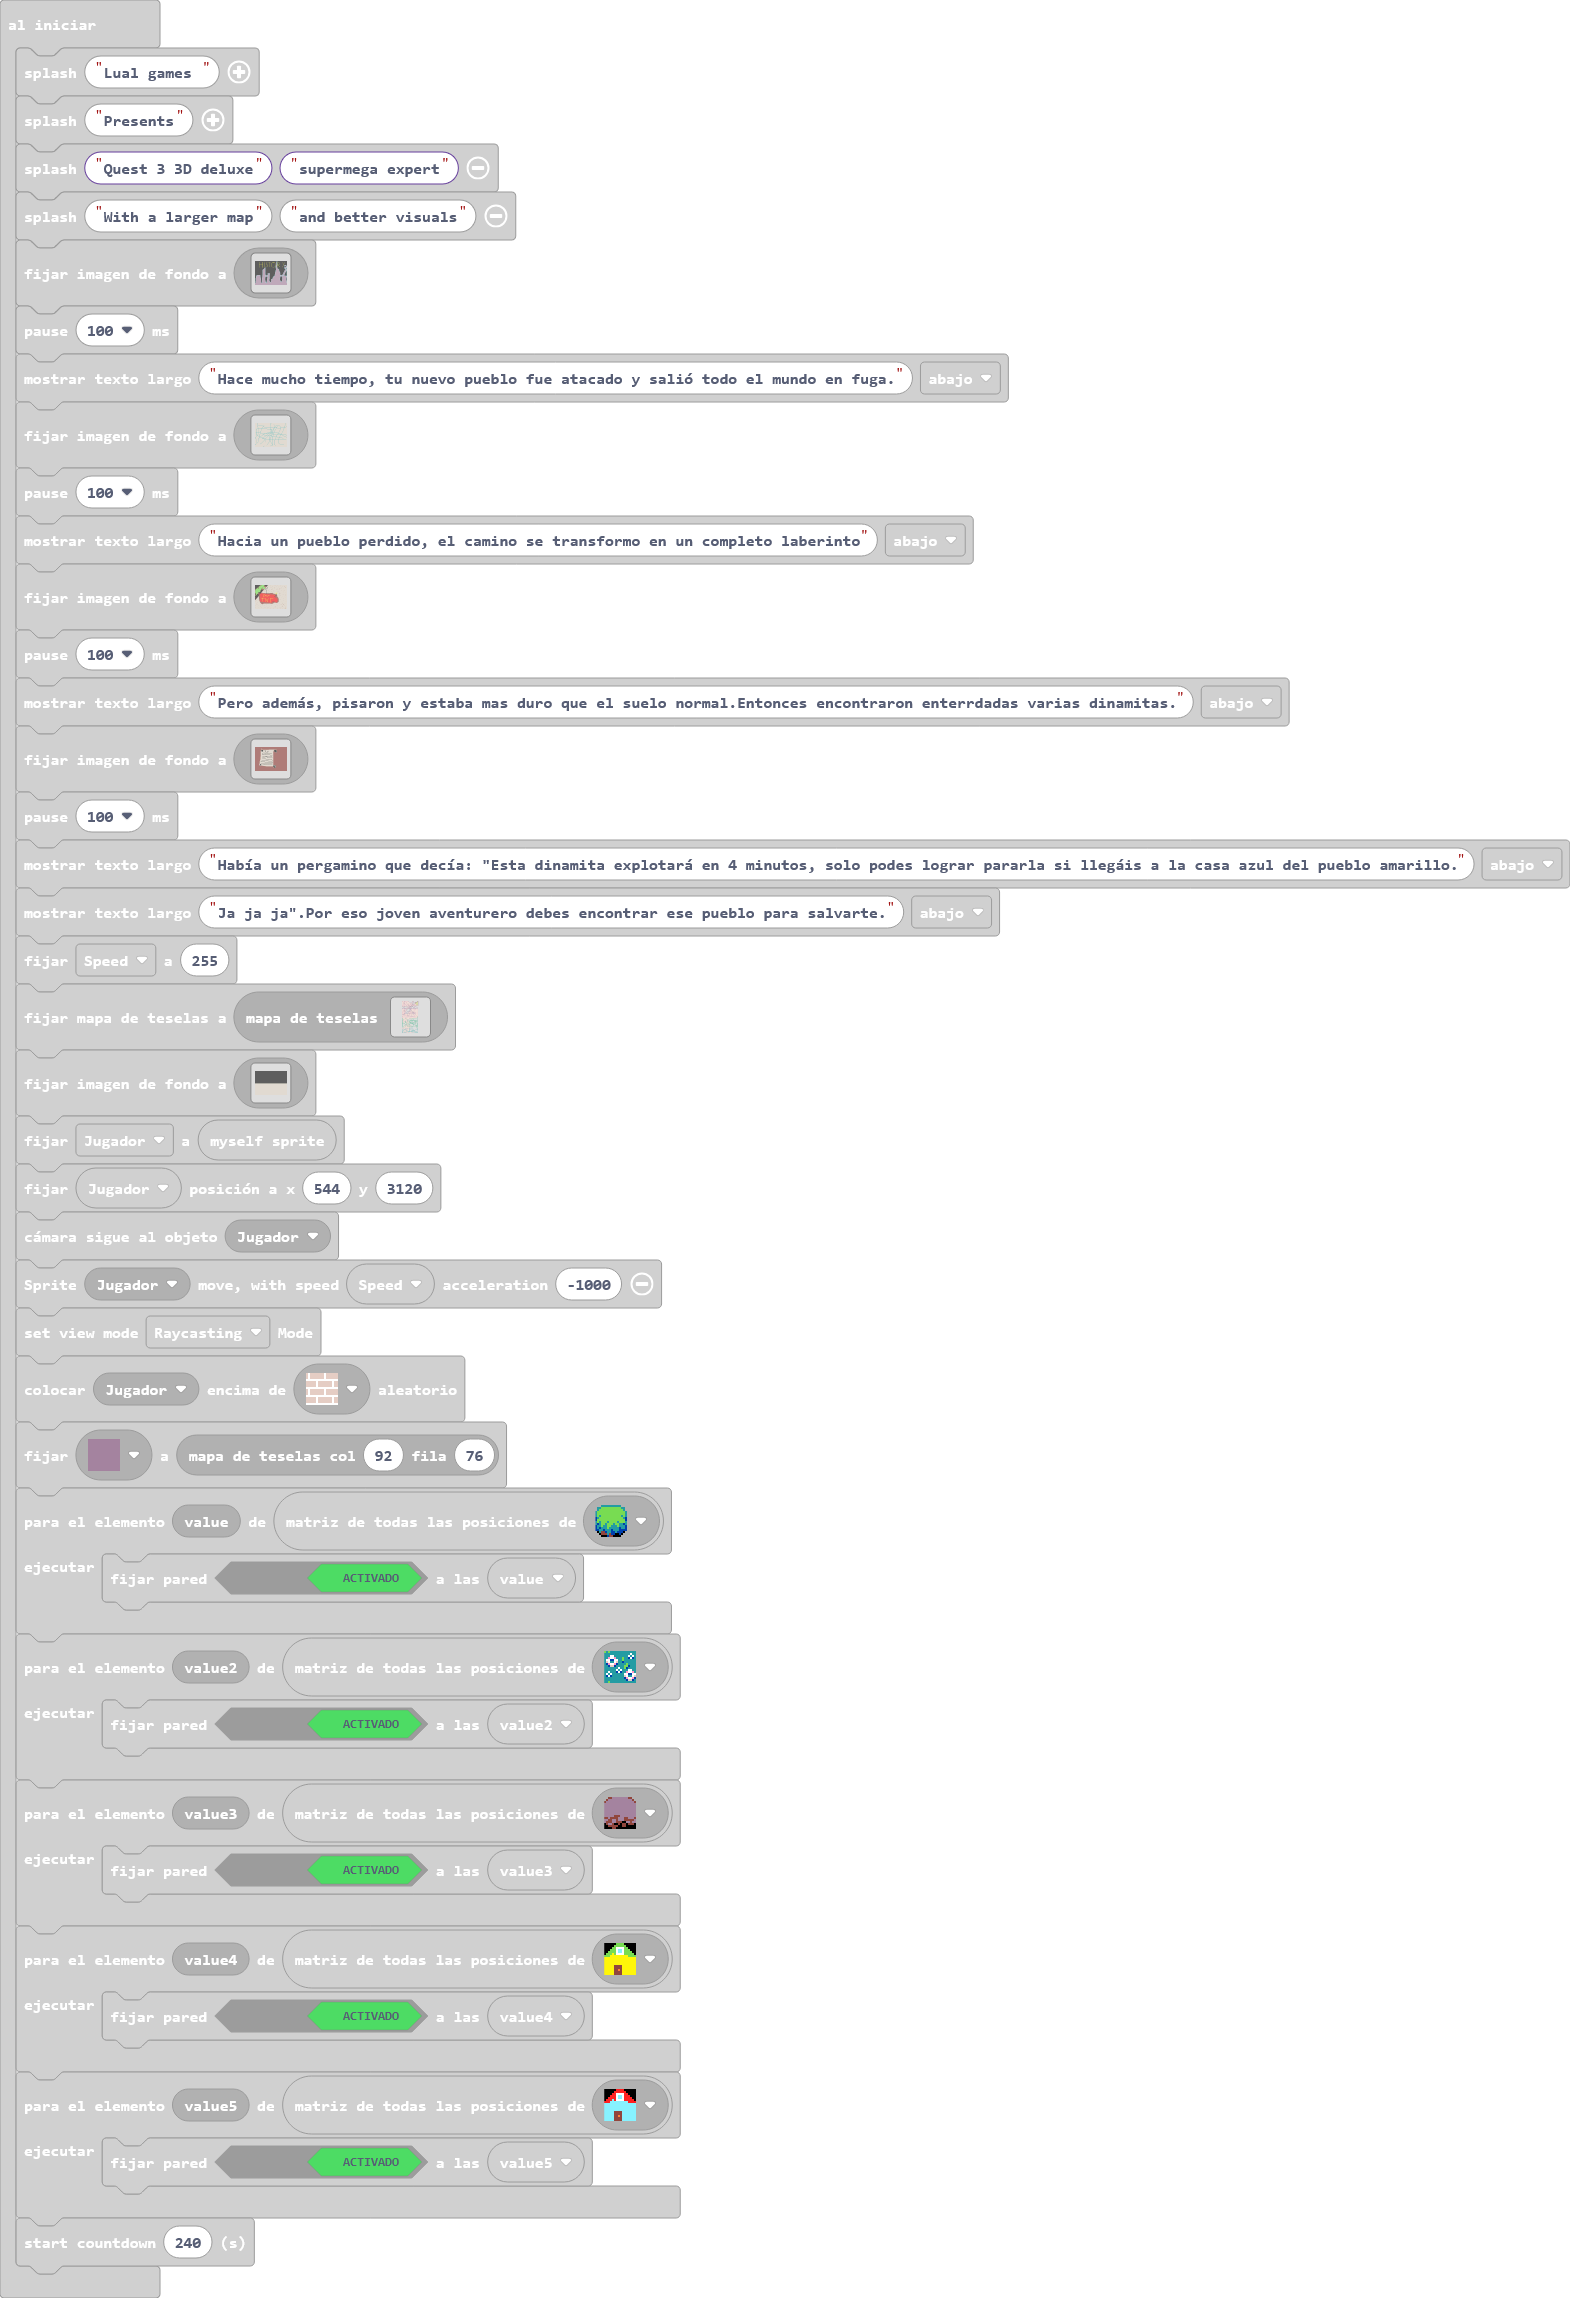 al iniciar
splash "Lual games "
splash "Presents"
splash "Quest 3 3D deluxe" "supermega expert"
splash "With a larger map" "and better visuals"
fijar imagen de fondo a
pause 100 ms
mostrar texto largo "Hace mucho tiempo, tu nuevo pueblo fue atacado y salió todo el mundo en fuga." abajo
fijar imagen de fondo a
pause 100 ms
mostrar texto largo "Hacia un pueblo perdido, el camino se transformo en un completo laberinto" abajo
fijar imagen de fondo a
pause 100 ms
mostrar texto largo "Pero además, pisaron y estaba mas duro que el suelo normal.Entonces encontraron enterrdadas varias dinamitas." abajo
fijar imagen de fondo a
pause 100 ms
mostrar texto largo "Había un pergamino que decía: "Esta dinamita explotará en 4 minutos, solo podes lograr pararla si llegáis a la casa azul del pueblo amarillo." abajo
mostrar texto largo "Ja ja ja".Por eso joven aventurero debes encontrar ese pueblo para salvarte." abajo
fijar Speed a 255
fijar mapa de teselas a mapa de teselas
fijar imagen de fondo a
fijar Jugador a myself sprite
fijar Jugador posición a x 544 y 3120
cámara sigue al objeto Jugador
Sprite Jugador move, with speed Speed acceleration -1000
set view mode Raycasting Mode
colocar Jugador encima de aleatorio
fijar a mapa de teselas col 92 fila 76
para el elemento value de matriz de todas las posiciones de
ejecutar fijar pared ACTIVADO a las value
para el elemento value2 de matriz de todas las posiciones de
ejecutar fijar pared ACTIVADO a las value2
para el elemento value3 de matriz de todas las posiciones de
ejecutar fijar pared ACTIVADO a las value3
para el elemento value4 de matriz de todas las posiciones de
ejecutar fijar pared ACTIVADO a las value4
para el elemento value5 de matriz de todas las posiciones de
ejecutar fijar pared ACTIVADO a las value5
start countdown 240 (s)